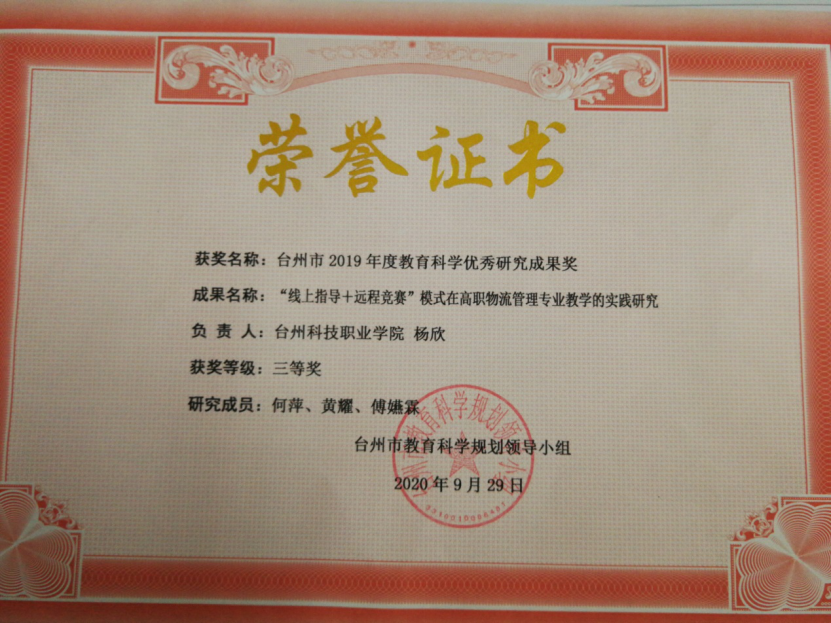 荣誉证书
获奖名称：台州市2019年度教育科学优秀研究成果奖
成果名称：“线上指导＋远程竞赛”模式在高职物流管理专业教学的实践研究
负 责 人：台州科技职业学院 杨欣
获奖等级：三等奖
研究成员：何萍、黄耀、傅嬿霖
台州市教育科学规划领导小组
2020年9月29日